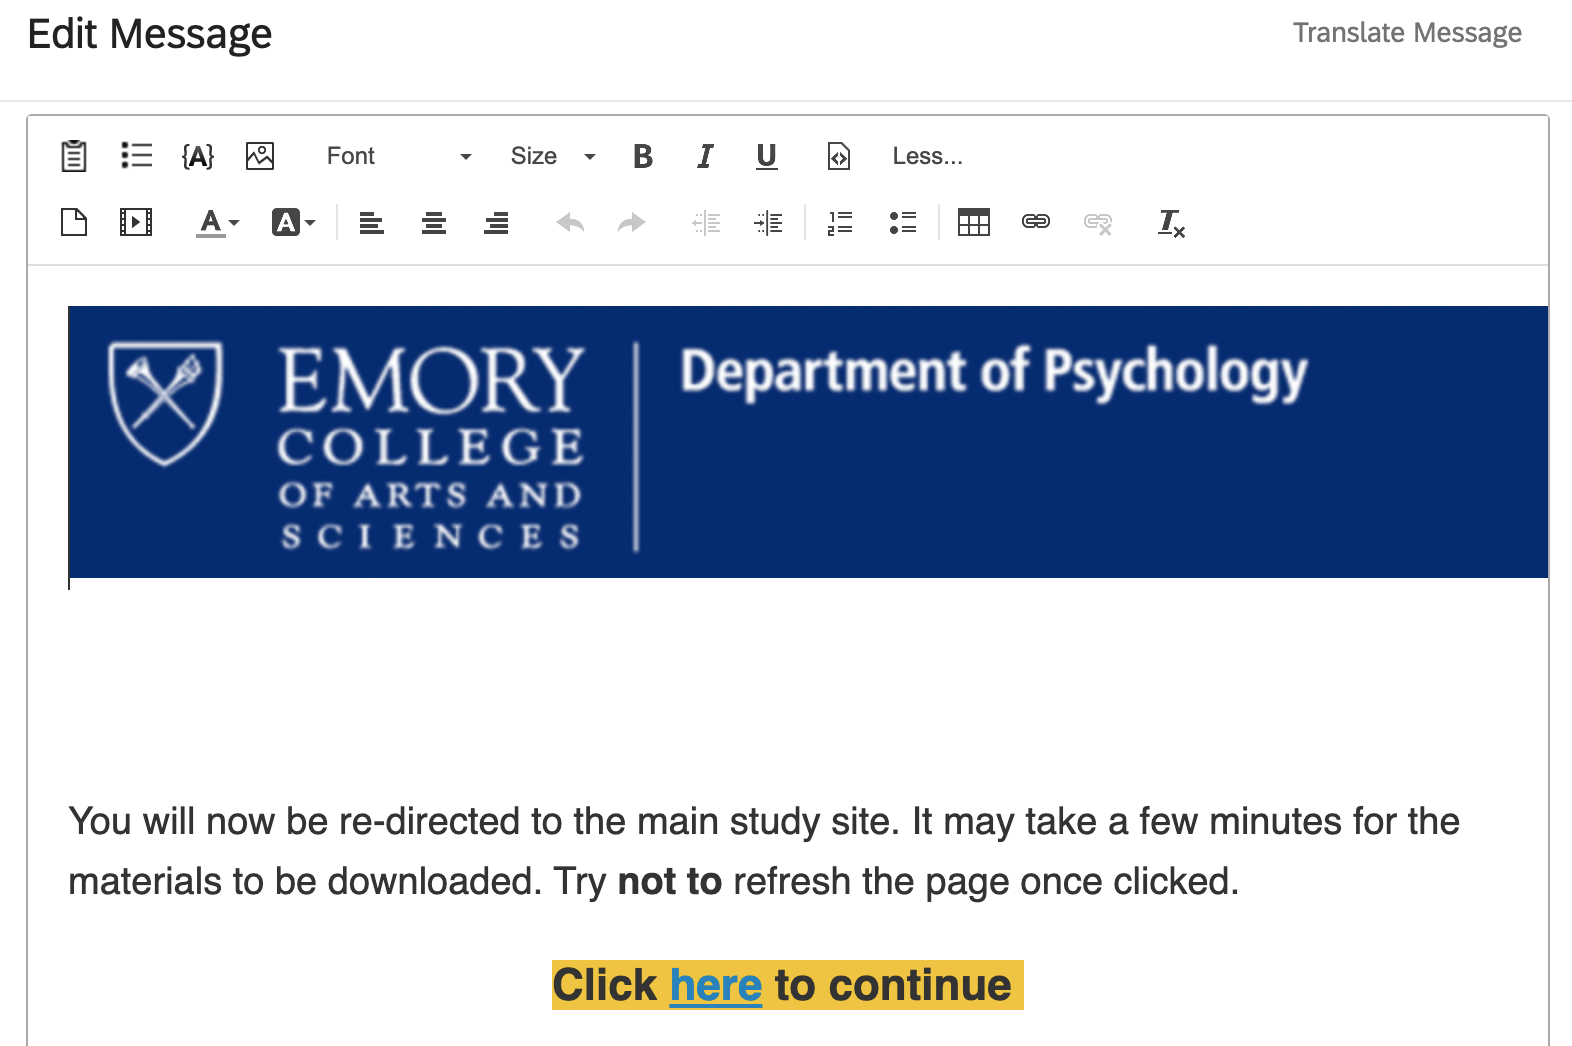 Edit Message
Translate Message
{A}
Font
Size
B
I
U
Less...
A
A
EMORY
COLLEGE
OF ARTS AND
SCIENCES
Department of Psychology
You will now be re-directed to the main study site. It may take a few minutes for the
materials to be downloaded. Try not to refresh the page once clicked.
Click here to continue